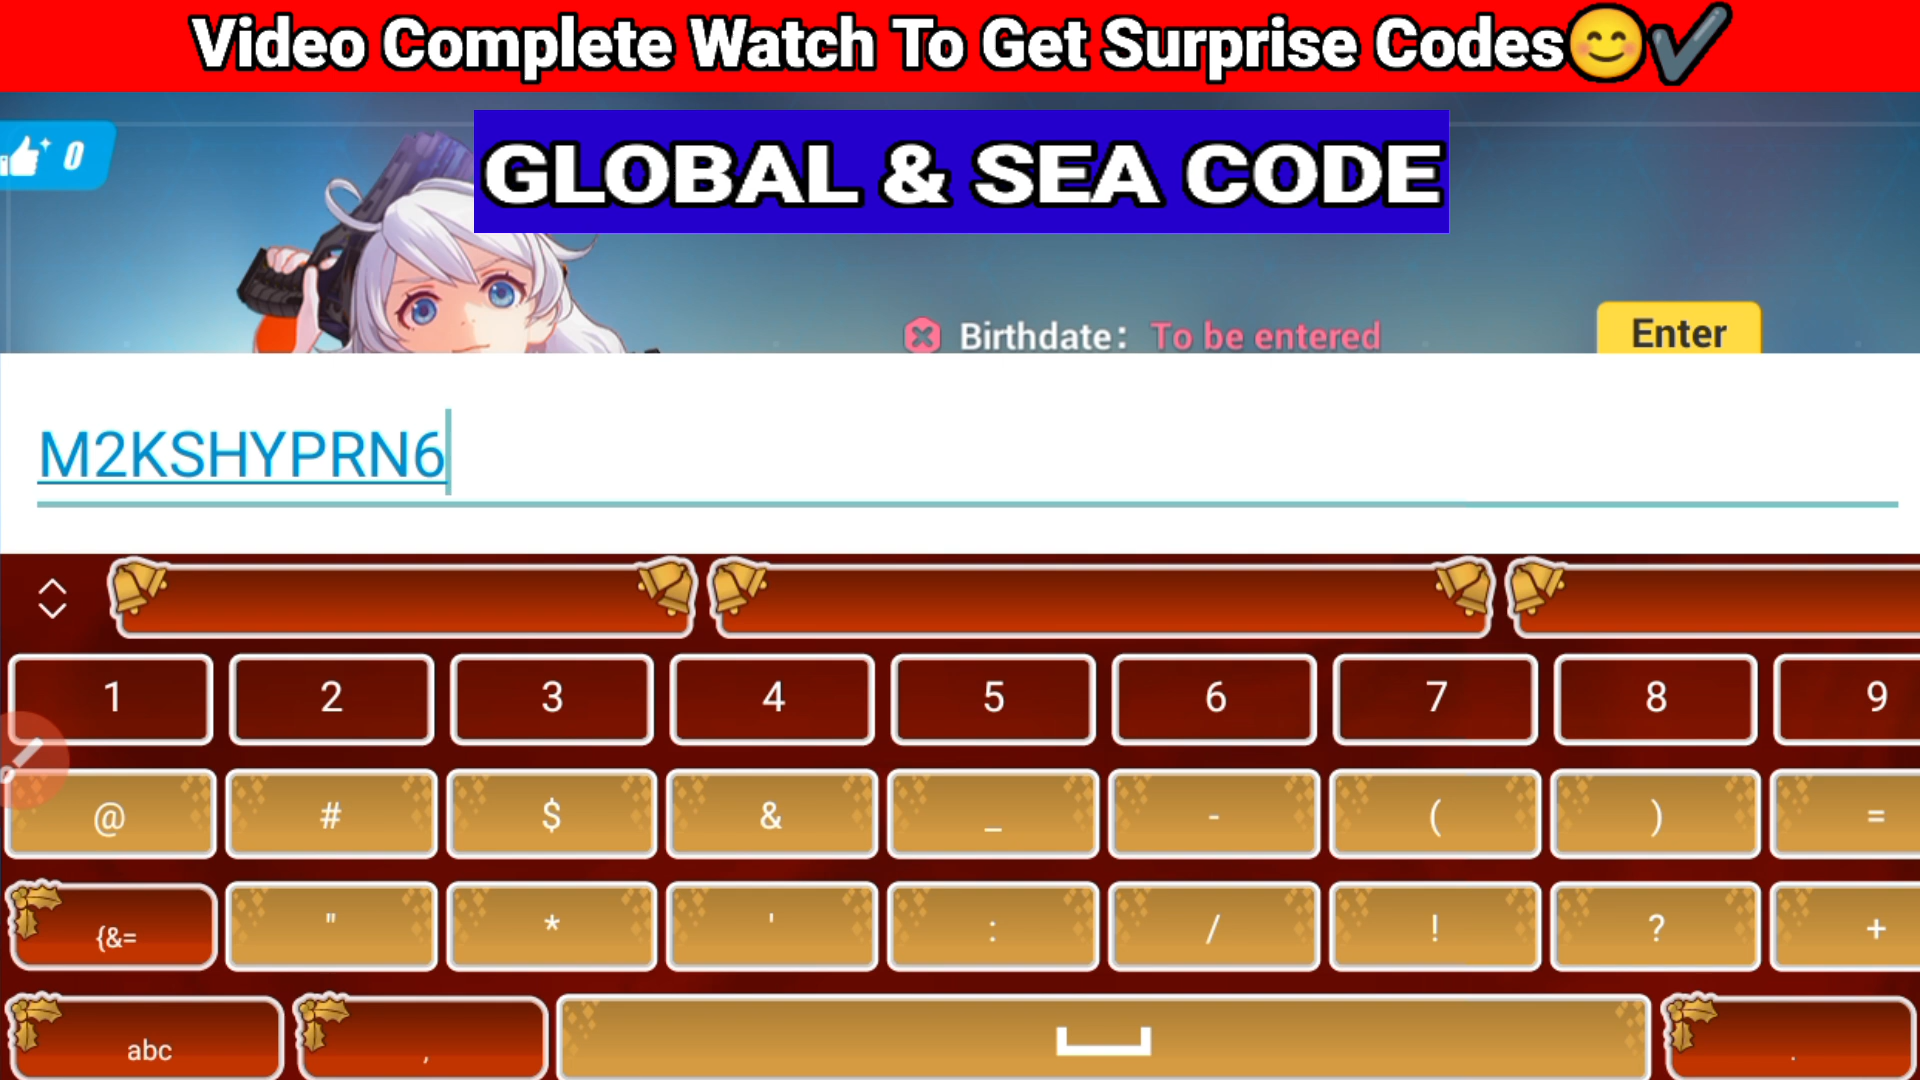 Video Complete Watch To Get Surprise Codes😊✔
GLOBAL & SEA CODE
0
Birthdate: To be entered
Enter
M2KSHYPRN6
1 2 3 4 5 6 7 8 9
@ # $ & _ - ( ) =
{&= " * ' : / ! ? +
abc , .